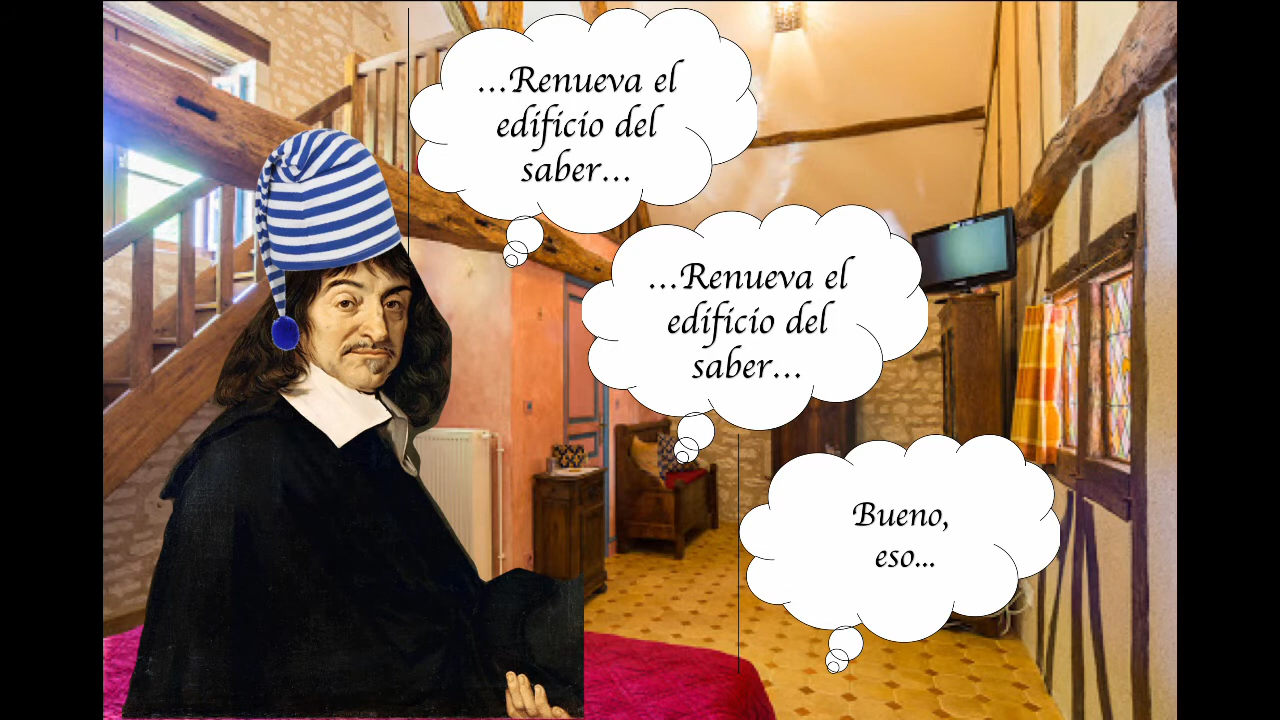 ...Renueva el
edificio del
saber...
...Renueva el
edificio del
saber...
Bueno,
eso...